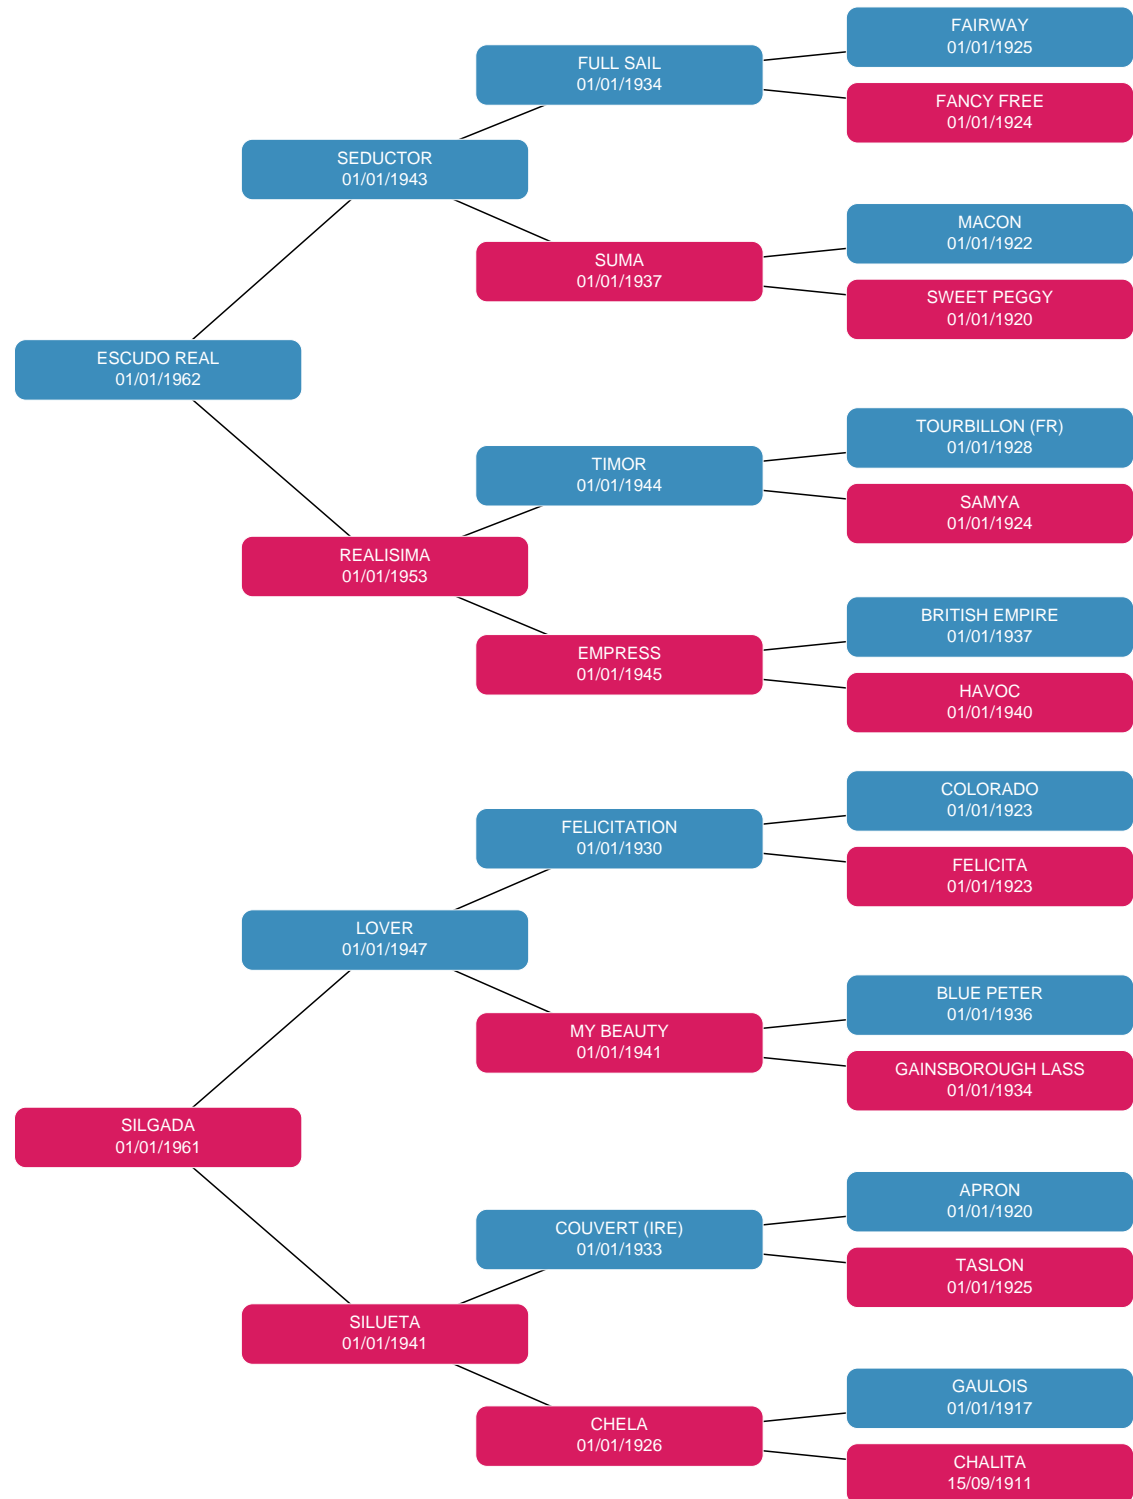 FAIRWAY
01/01/1925
FULL SAIL
01/01/1934
FANCY FREE
01/01/1924
SEDUCTOR
01/01/1943
MACON
01/01/1922
SUMA
01/01/1937
SWEET PEGGY
01/01/1920
ESCUDO REAL
01/01/1962
TOURBILLON (FR)
01/01/1928
TIMOR
01/01/1944
SAMYA
01/01/1924
REALISIMA
01/01/1953
BRITISH EMPIRE
01/01/1937
EMPRESS
01/01/1945
HAVOC
01/01/1940
COLORADO
01/01/1923
FELICITATION
01/01/1930
FELICITA
01/01/1923
LOVER
01/01/1947
BLUE PETER
01/01/1936
MY BEAUTY
01/01/1941
GAINSBOROUGH LASS
01/01/1934
SILGADA
01/01/1961
APRON
01/01/1920
COUVERT (IRE)
01/01/1933
TASLON
01/01/1925
SILUETA
01/01/1941
GAULOIS
01/01/1917
CHELA
01/01/1926
CHALITA
15/09/1911